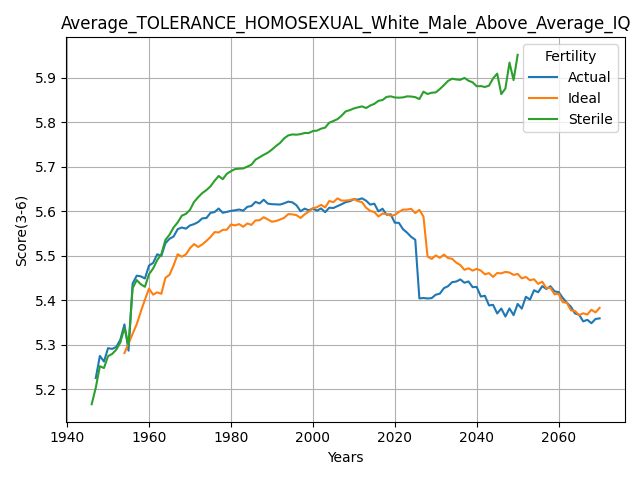 Average_TOLERANCE_HOMOSEXUAL_White_Male_Above_Average_IQ
Fertility
Actual
Ideal
Sterile
Score(3-6)
5.9
5.8
5.7
5.6
5.5
5.4
5.3
5.2
1940 1960 1980 2000 2020 2040 2060
Years